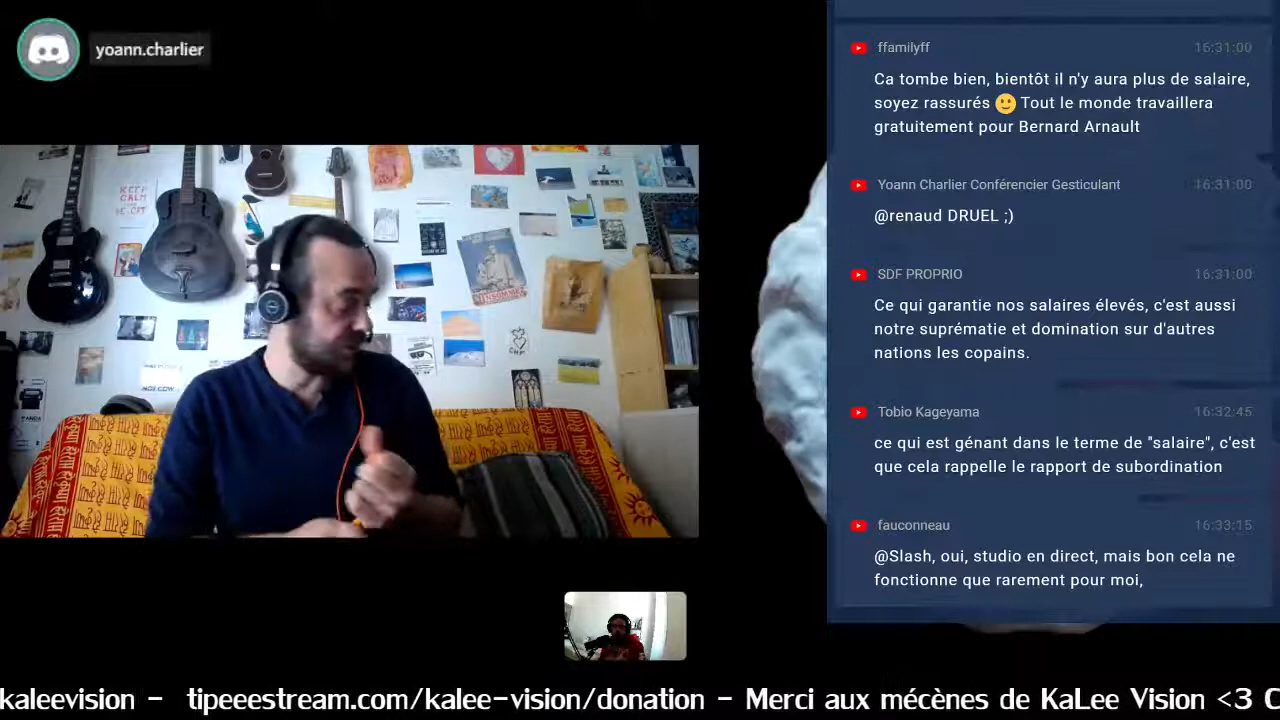 yoann.charlier
KEEP
CALM
ffamilyff 16:31:00
Ca tombe bien, bientôt il n'y aura plus de salaire,
soyez rassurés 🙂 Tout le monde travaillera
gratuitement pour Bernard Arnault
Yoann Charlier Conférencier Gesticulant 16:31:00
@renaud DRUEL ;)
SDF PROPRIO 16:31:00
Ce qui garantie nos salaires élevés, c'est aussi
notre suprématie et domination sur d'autres
nations les copains.
Tobio Kageyama 16:32:45
ce qui est génant dans le terme de "salaire", c'est
que cela rappelle le rapport de subordination
fauconneau 16:33:15
@Slash, oui, studio en direct, mais bon cela ne
fonctionne que rarement pour moi,
kaleevision – tipeeestream.com/kalee-vision/donation – Merci aux mécènes de KaLee Vision <3 C